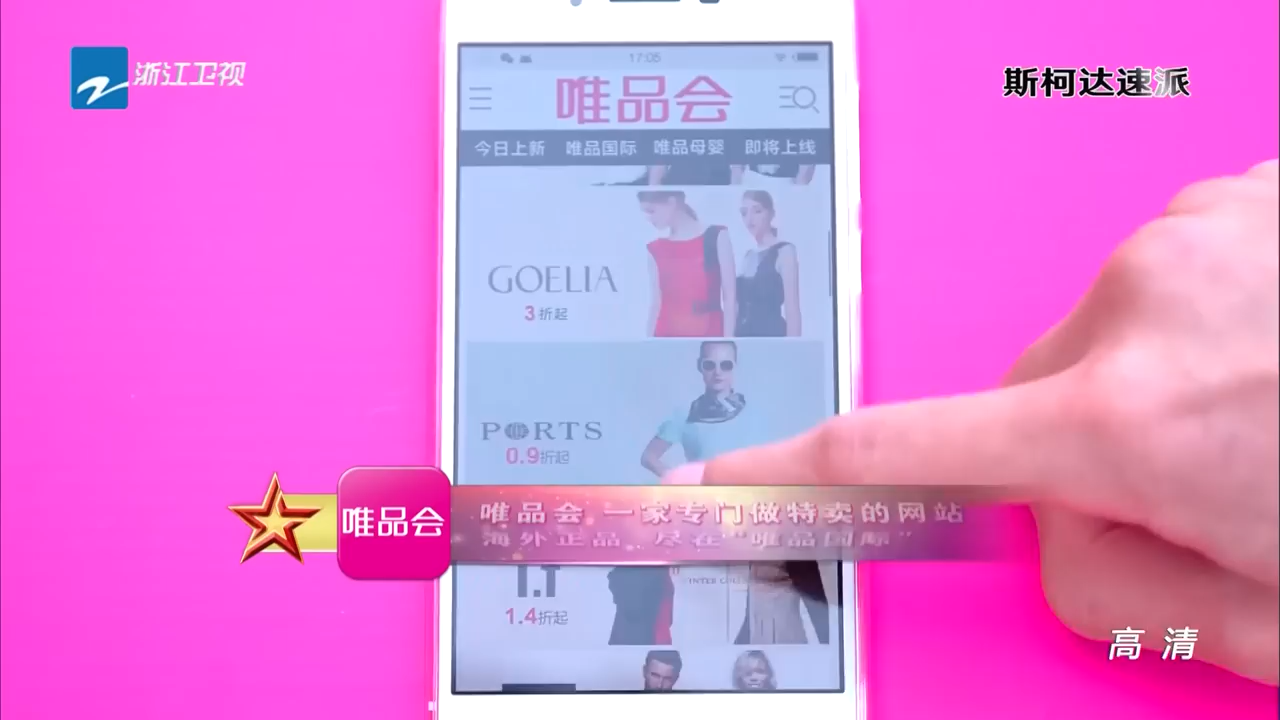 浙江卫视
斯柯达速派
17:05
唯品会
今日上新 唯品国际 唯品母婴 即将上线
GOELIA
3折起
PORTS
0.9折起
唯品会
唯品会 一家专门做特卖的网站
海外正品 尽在"唯品国际"
I.T
1.4折起
高清